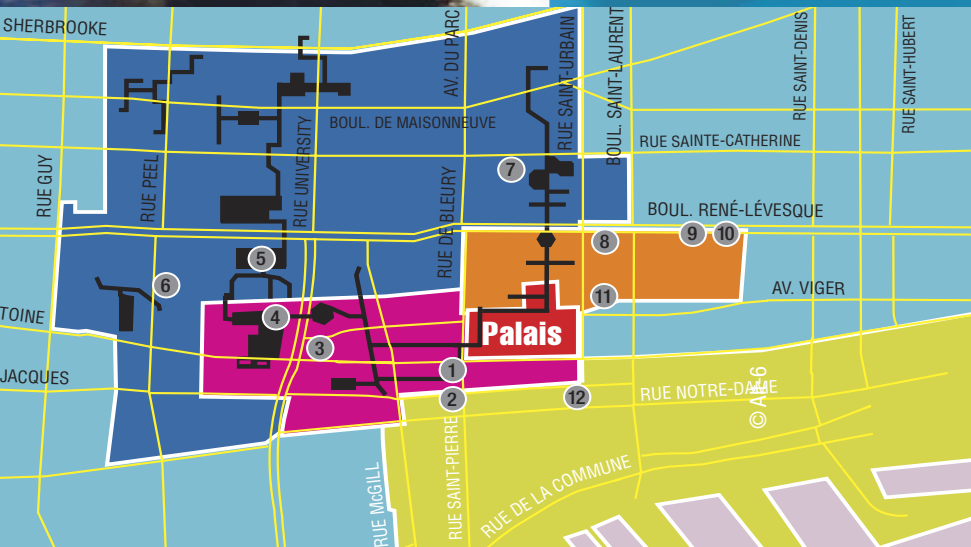 SHERBROOKE
AV. DU PARC
RUE SAINT-URBAIN
BOUL. SAINT-LAURENT
RUE SAINT-DENIS
RUE SAINT-HUBERT
BOUL. DE MAISONNEUVE
RUE SAINTE-CATHERINE
RUE GUY
RUE PEEL
RUE UNIVERSITY
RUE DE BLEURY
7
BOUL. RENÉ-LÉVESQUE
8
9
10
5
6
11
AV. VIGER
TOINE
4
3
Palais
JACQUES
1
2
12
RUE NOTRE-DAME
RUE McGILL
RUE SAINT-PIERRE
RUE DE LA COMMUNE